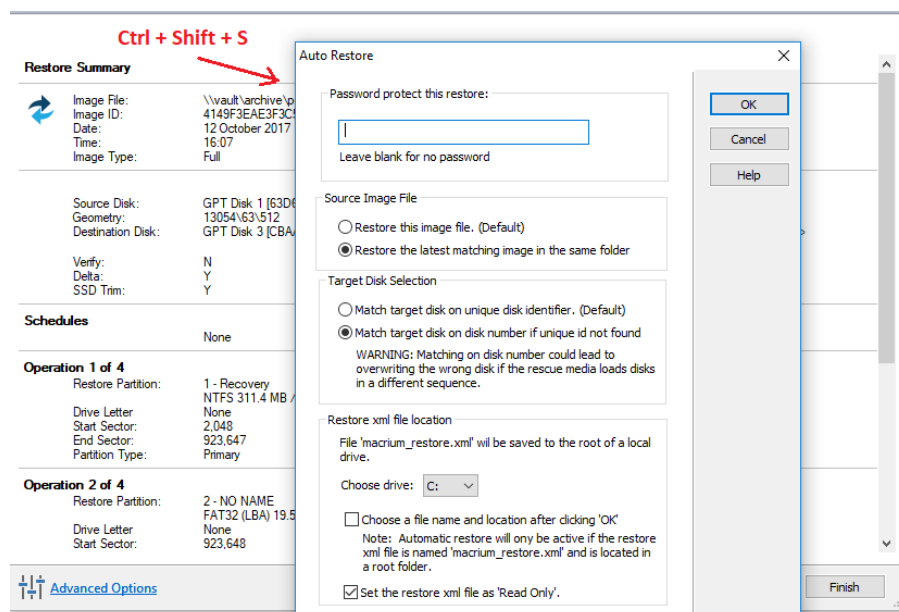 Ctrl + Shift + S
Restore Summary
Image File: \\vault\archive\p
Image ID: 4149F3EAE3F3C
Date: 12 October 2017
Time: 16:07
Image Type: Full
Source Disk: GPT Disk 1 [63D6
Geometry: 13054\63\512
Destination Disk: GPT Disk 3 [CBA
Verify: N
Delta: Y
SSD Trim: Y
Schedules
None
Operation 1 of 4
Restore Partition: 1 - Recovery
NTFS 311.4 MB /
Drive Letter None
Start Sector: 2,048
End Sector: 923,647
Partition Type: Primary
Operation 2 of 4
Restore Partition: 2 - NO NAME
FAT32 (LBA) 19.5
Drive Letter None
Start Sector: 923,648
Advanced Options
Finish
Auto Restore
Password protect this restore:
Leave blank for no password
Source Image File
Restore this image file. (Default)
Restore the latest matching image in the same folder
Target Disk Selection
Match target disk on unique disk identifier. (Default)
Match target disk on disk number if unique id not found
WARNING: Matching on disk number could lead to
overwriting the wrong disk if the rescue media loads disks
in a different sequence.
Restore xml file location
File 'macrium_restore.xml' wil be saved to the root of a local
drive.
Choose drive: C:
Choose a file name and location after clicking 'OK'
Note: Automatic restore will ony be active if the restore
xml file is named 'macrium_restore.xml' and is located in
a root folder.
Set the restore xml file as 'Read Only'.
OK
Cancel
Help